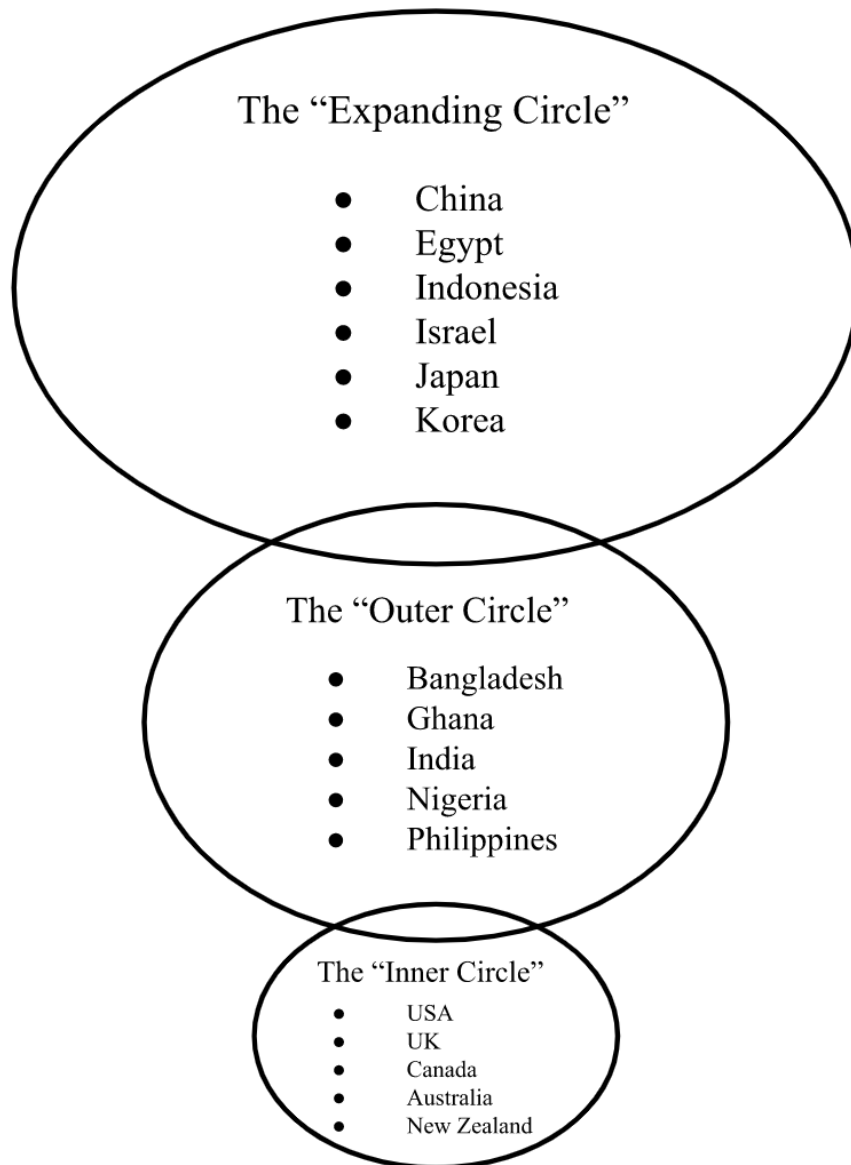 The “Expanding Circle”
● China
● Egypt
● Indonesia
● Israel
● Japan
● Korea
The “Outer Circle”
● Bangladesh
● Ghana
● India
● Nigeria
● Philippines
The “Inner Circle”
● USA
● UK
● Canada
● Australia
● New Zealand